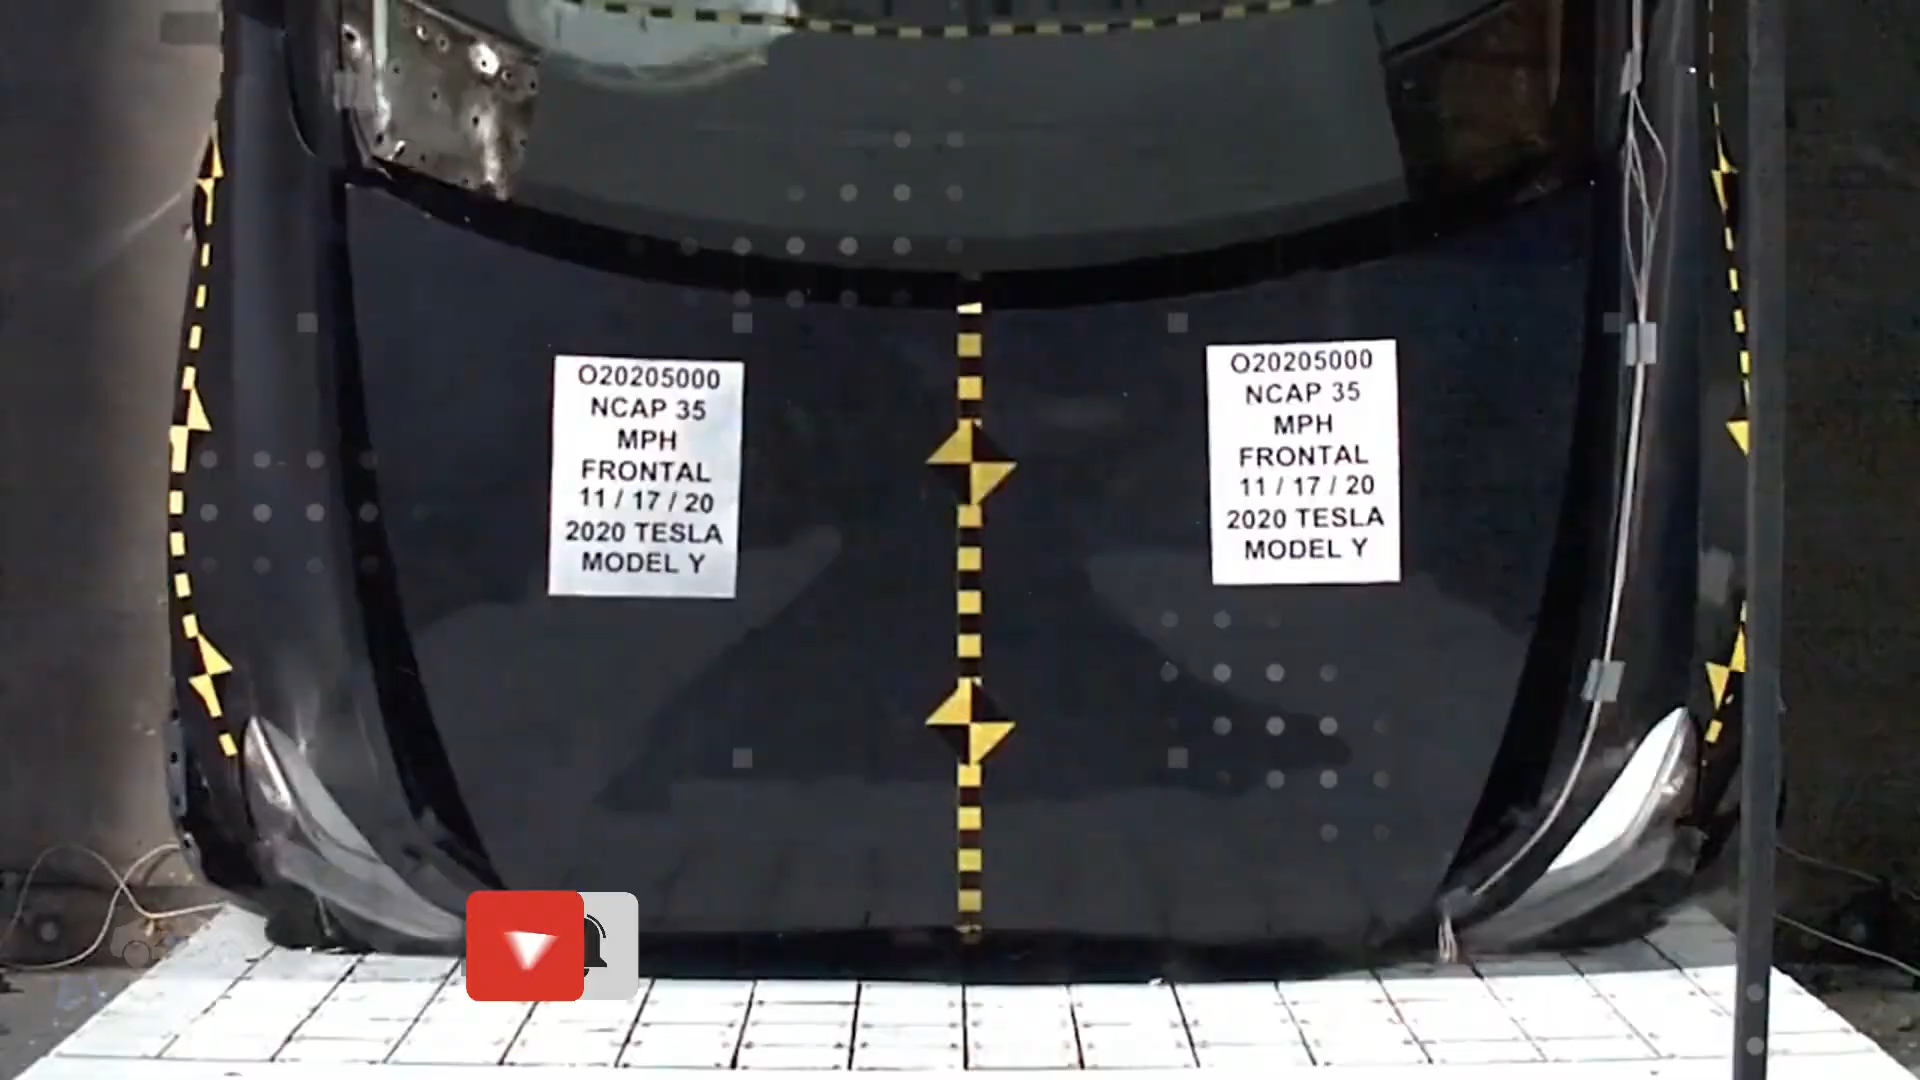 O20205000
NCAP 35
MPH
FRONTAL
11 / 17 / 20
2020 TESLA
MODEL Y
O20205000
NCAP 35
MPH
FRONTAL
11 / 17 / 20
2020 TESLA
MODEL Y